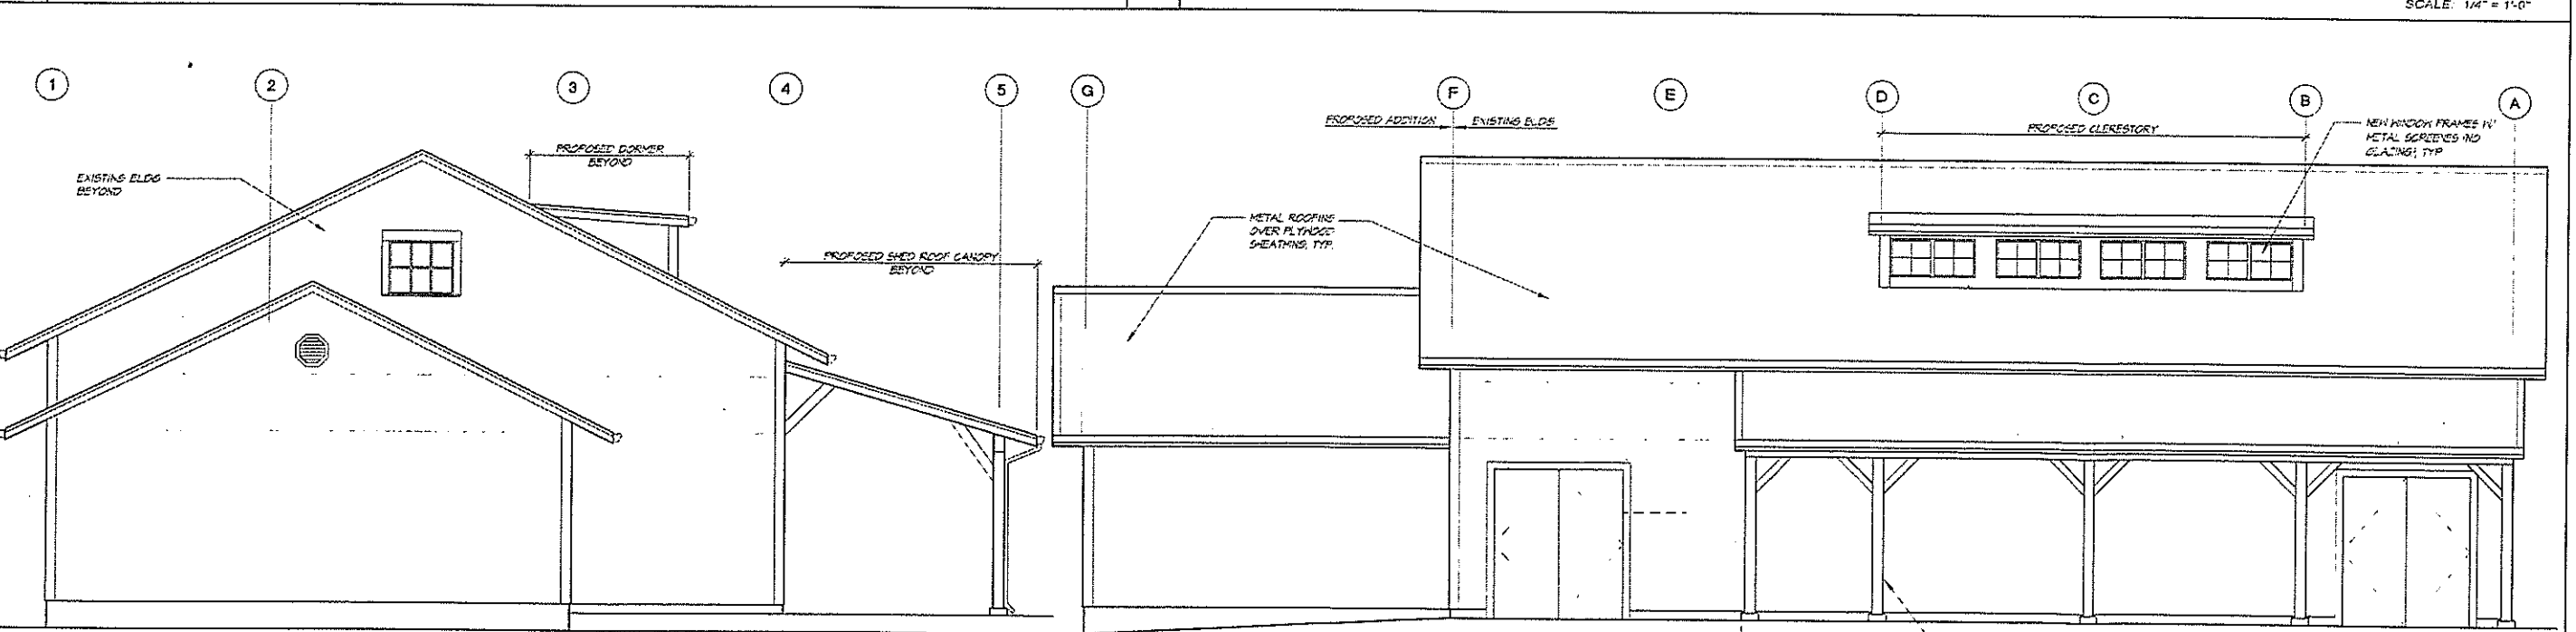 SCALE: 1/4" = 1'-0"
1 2 3 4 5 G F E D C B A
PROPOSED ADDITION
EXISTING BLDG
PROPOSED CLERESTORY
NEW WINDOW FRAMES W/
METAL SCREENS (NO
GLAZING), TYP
PROPOSED DORMER
BEYOND
EXISTING BLDG
BEYOND
METAL ROOFING
OVER PLYWOOD
SHEATHING, TYP.
PROPOSED SHED ROOF CANOPY
BEYOND